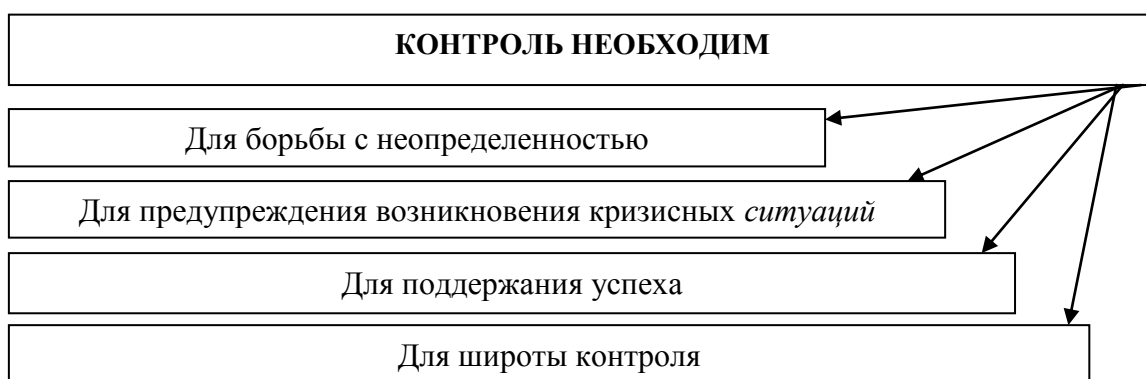 КОНТРОЛЬ НЕОБХОДИМ
Для борьбы с неопределенностью
Для предупреждения возникновения кризисных ситуаций
Для поддержания успеха
Для широты контроля